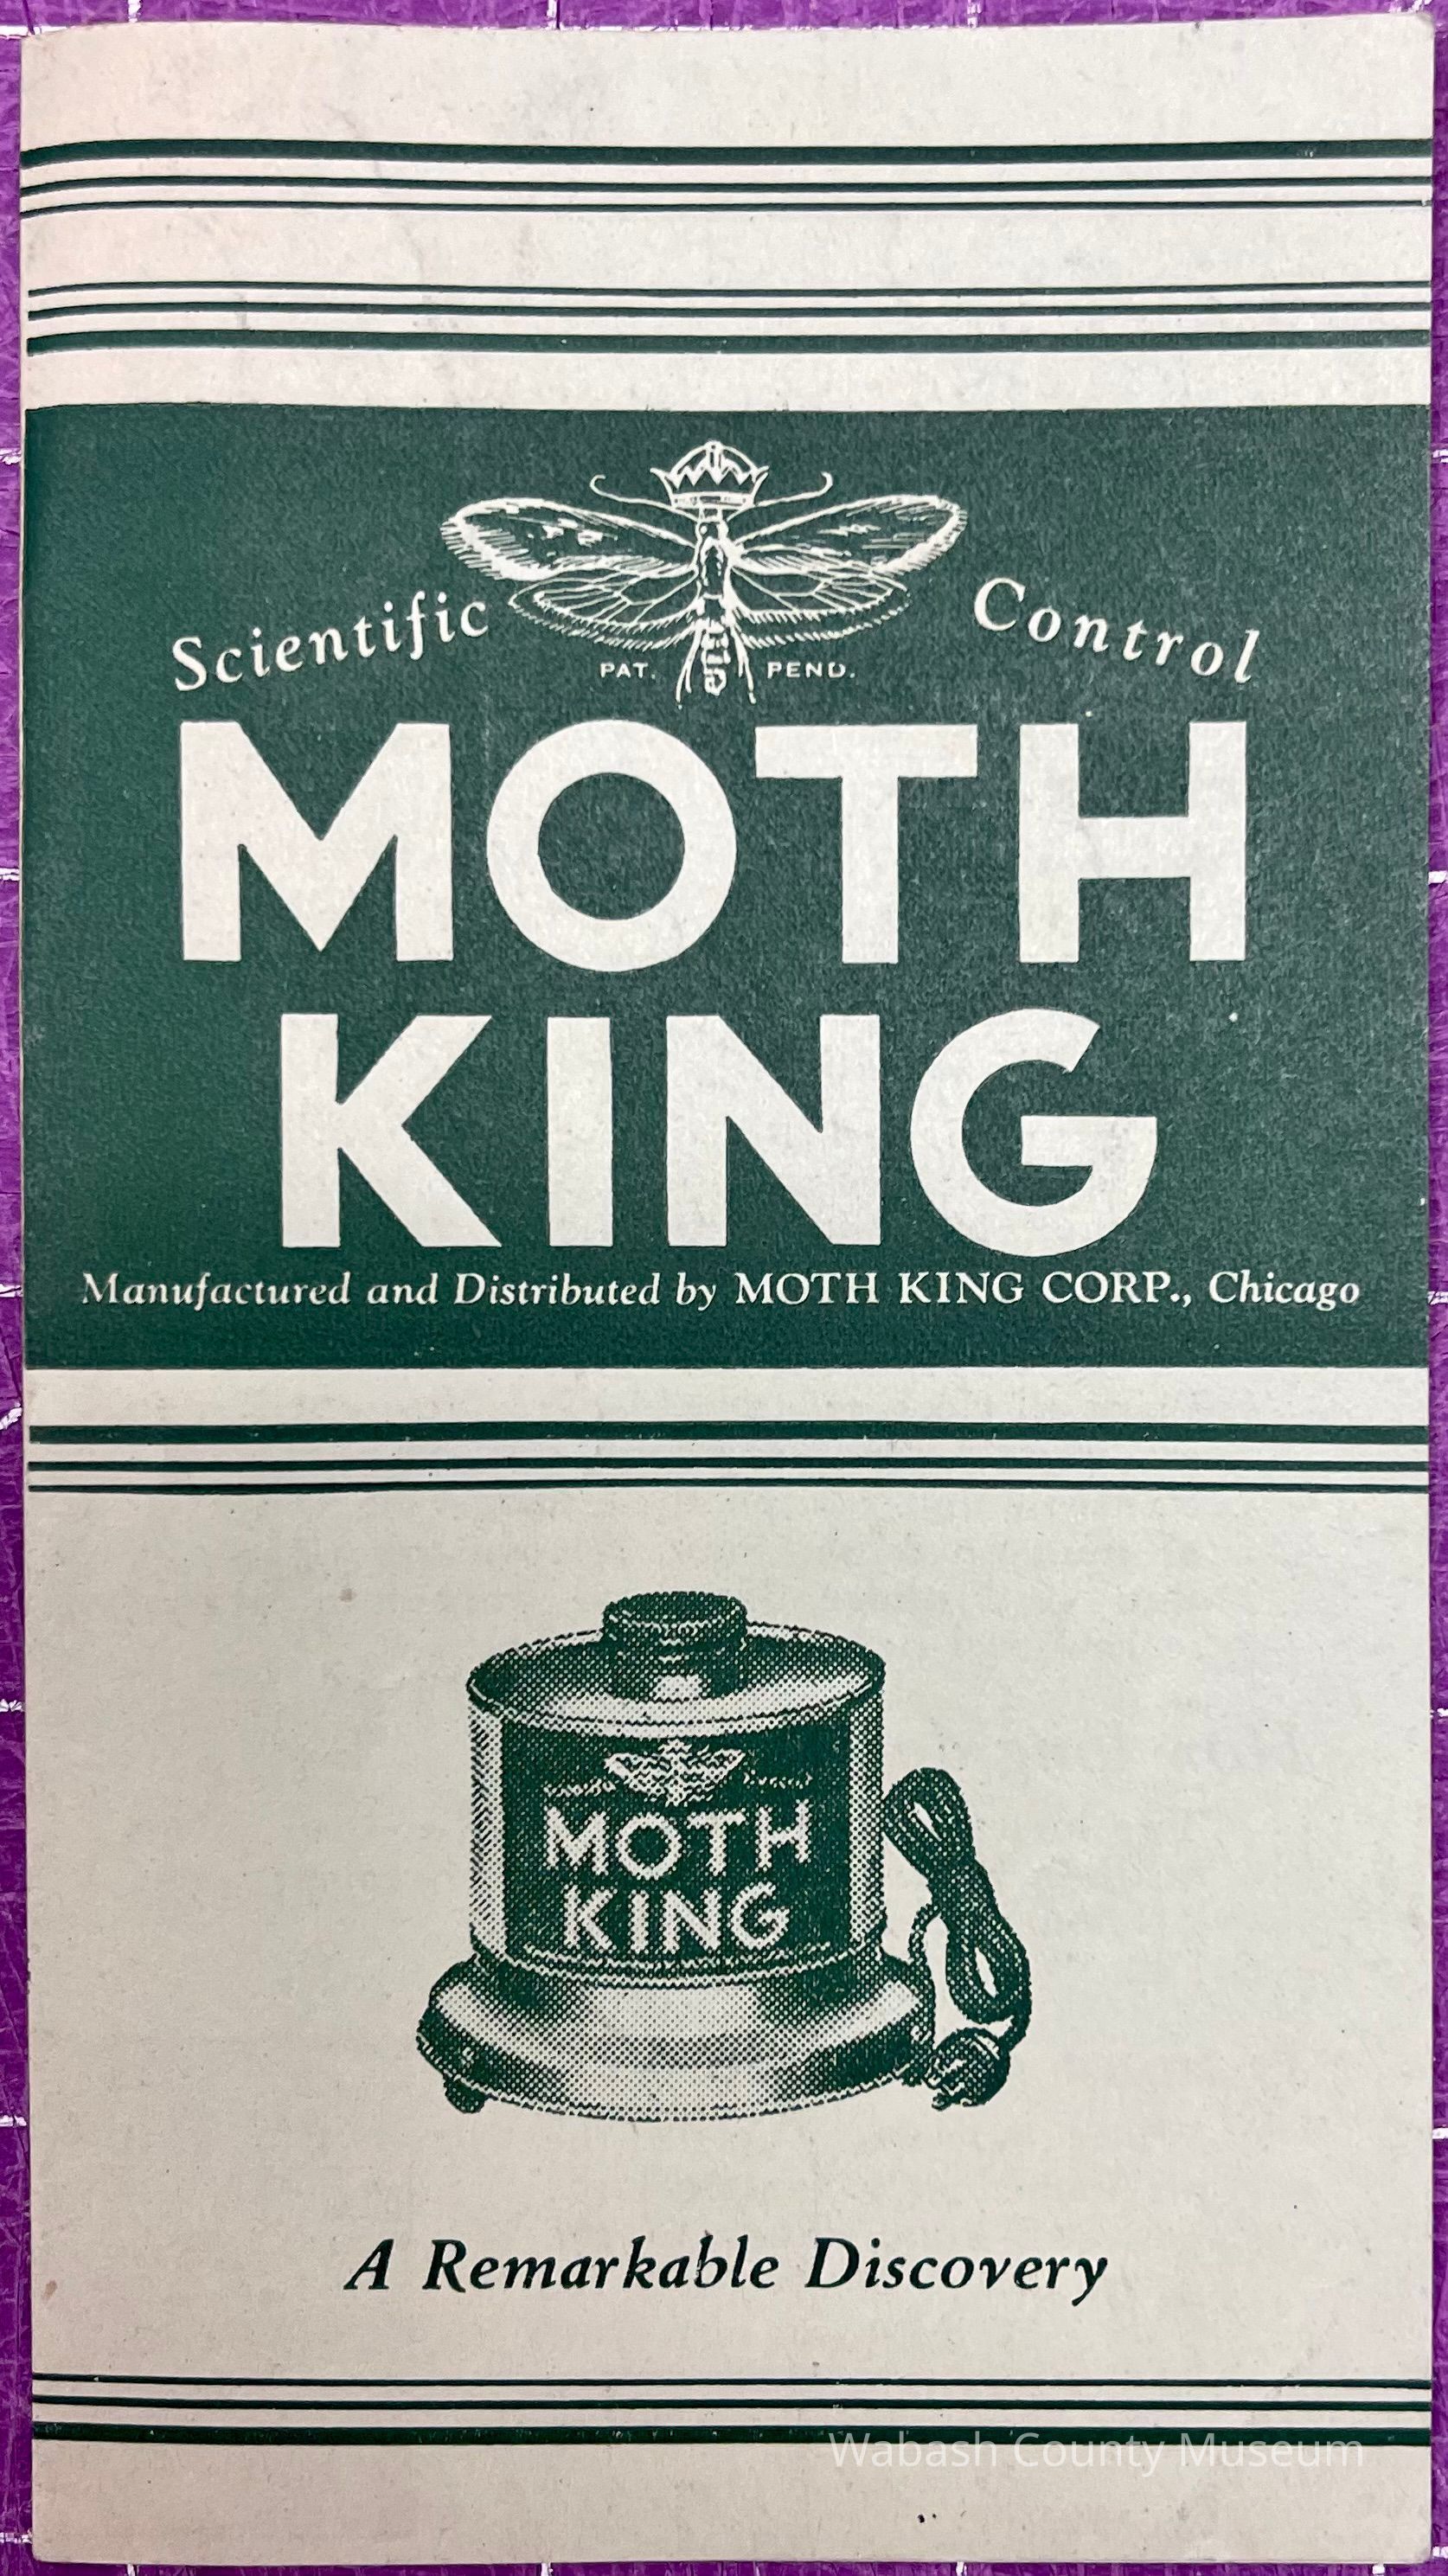 Scientific Control
PAT. PEND.
MOTH
KING
Manufactured and Distributed by MOTH KING CORP., Chicago
MOTH
KING
A Remarkable Discovery
Wabash County Museum